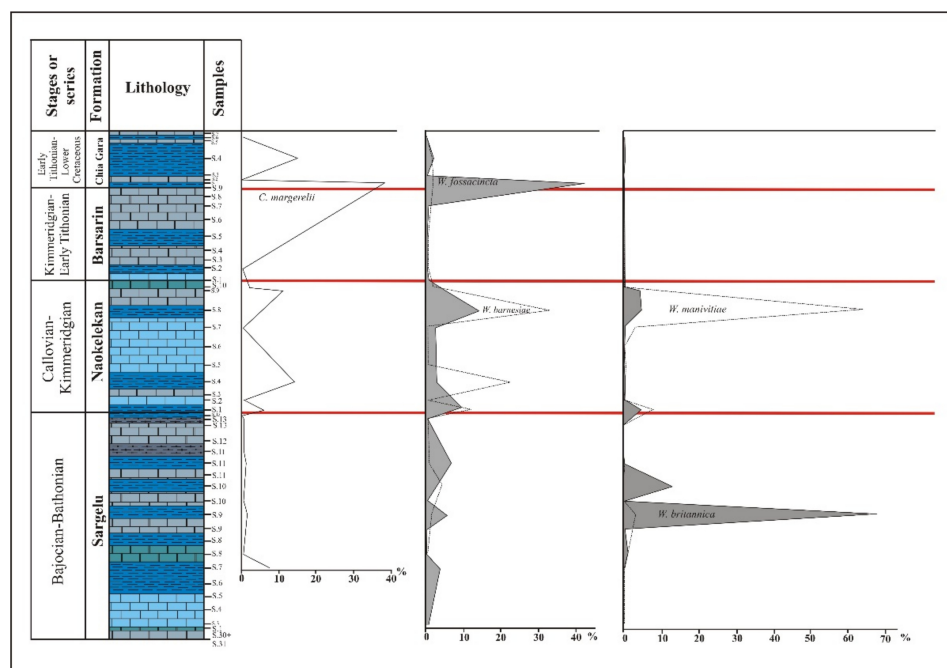 Stages or
series
Formation
Lithology
Samples
Early
Tithonian-
Lower
Cretaceous
Chia Gara
S.4
S.9
Kimmeridgian-
Early Tithonian
Barsarin
S.8
S.7
S.6
S.5
S.4
S.3
S.2
Callovian-
Kimmeridgian
Naokelekan
S.10
S.9
S.8
S.7
S.6
S.5
S.4
S.3
S.2
S.1
Bajocian-Bathonian
Sargelu
S.13
S.12
S.11
S.11
S.10
S.10
S.9
S.9
S.8
S.7
S.6
S.5
S.4
S.30+
S.31
C. margerelii
0 10 20 30 40 %
W. fossacincta
W. barnesiae
0 10 20 30 40 %
W. maniviliae
W. britannica
0 10 20 30 40 50 60 70 %